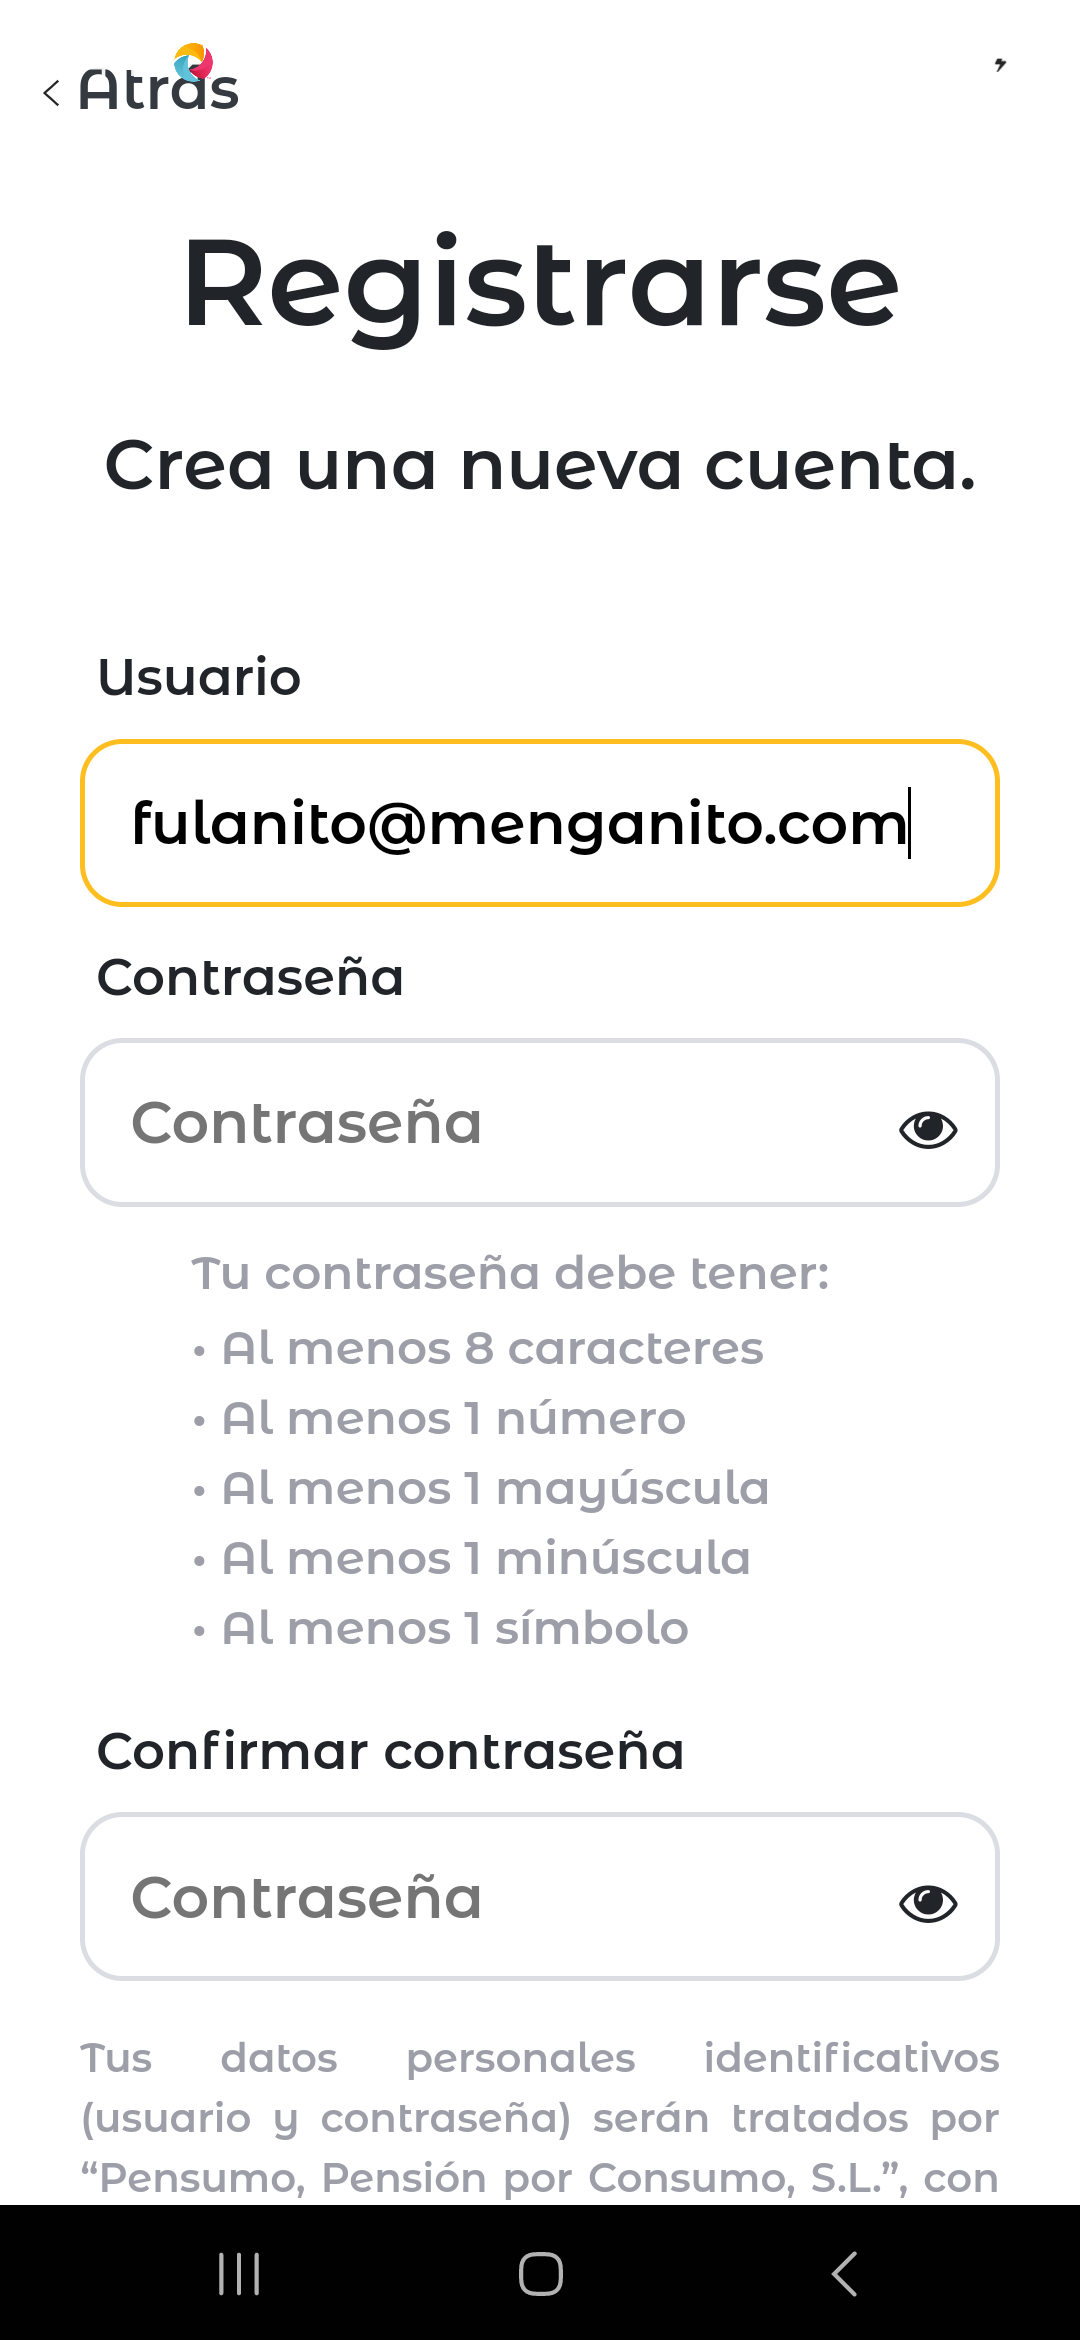 Atrás
Registrarse
Crea una nueva cuenta.
Usuario
fulanito@menganito.com
Contraseña
Contraseña
Tu contraseña debe tener:
• Al menos 8 caracteres
• Al menos 1 número
• Al menos 1 mayúscula
• Al menos 1 minúscula
• Al menos 1 símbolo
Confirmar contraseña
Contraseña
Tus datos personales identificativos
(usuario y contraseña) serán tratados por
“Pensumo, Pensión por Consumo, S.L.”, con